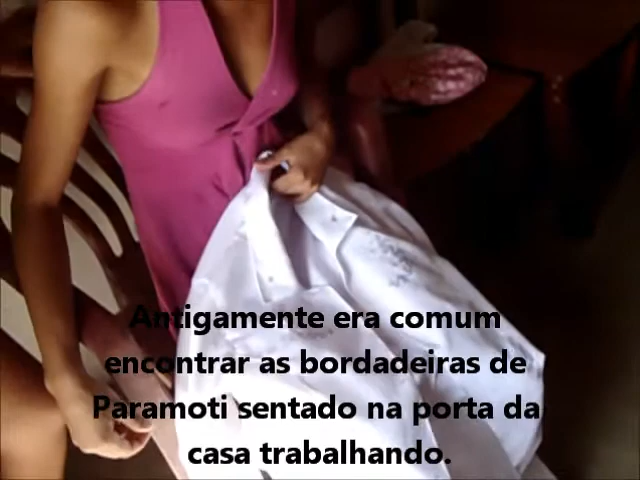 Antigamente era comum
encontrar as bordadeiras de
Paramoti sentado na porta da
casa trabalhando.